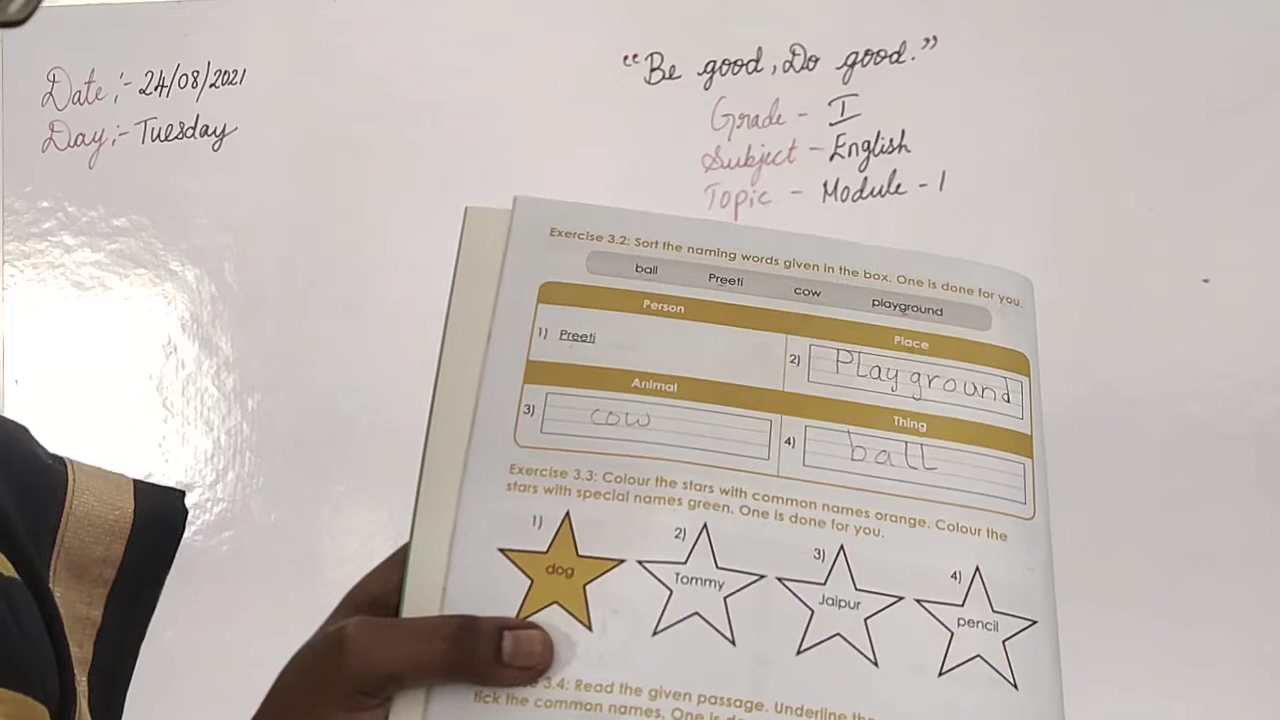 Date:- 24/08/2021
Day:- Tuesday
“Be good, Do good.”
Grade - I
Subject - English
Topic - Module - 1
Exercise 3.2: Sort the naming words given in the box. One is done for you.
ball Preeti cow playground
Person Place
1) Preeti
2) Playground
Animal Thing
3) cow
4) ball
Exercise 3.3: Colour the stars with common names orange. Colour the
stars with special names green. One is done for you.
1) dog
2) Tommy
3) Jaipur
4) pencil
3.4: Read the given passage. Underline the
tick the common names. One is